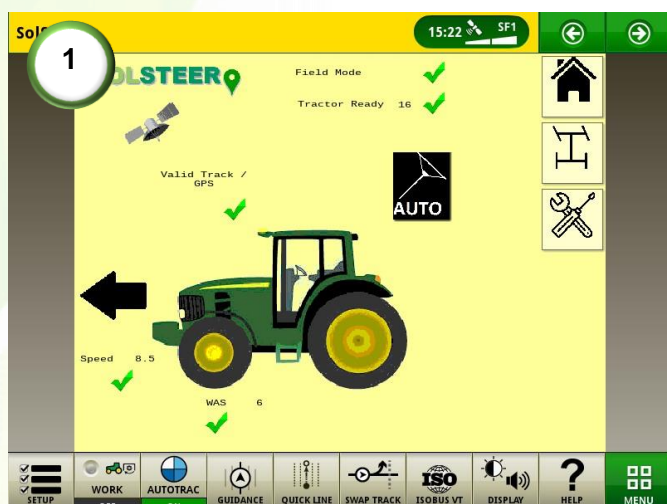 SolS
1
15:22
SF1
OLSTEER
Field Mode
Tractor Ready 16
Valid Track /
GPS
AUTO
Speed 8.5
WAS 6
SETUP
WORK
AUTOTRAC
GUIDANCE
QUICK LINE
SWAP TRACK
ISO
ISOBUS VT
DISPLAY
?
HELP
MENU